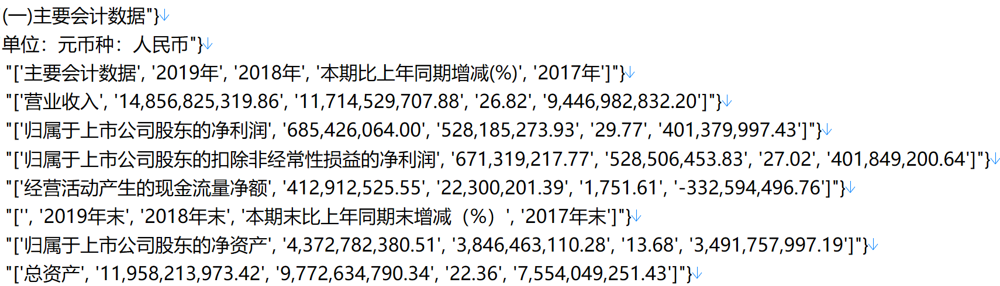 (一)主要会计数据"}↓
单位：元币种：人民币"}↓
"['主要会计数据', '2019年', '2018年', '本期比上年同期增减(%)', '2017年']"}↓
"['营业收入', '14,856,825,319.86', '11,714,529,707.88', '26.82', '9,446,982,832.20']"}↓
"['归属于上市公司股东的净利润', '685,426,064.00', '528,185,273.93', '29.77', '401,379,997.43']"}↓
"['归属于上市公司股东的扣除非经常性损益的净利润', '671,319,217.77', '528,506,453.83', '27.02', '401,849,200.64']"}↓
"['经营活动产生的现金流量净额', '412,912,525.55', '22,300,201.39', '1,751.61', '-332,594,496.76']"}↓
"['', '2019年末', '2018年末', '本期末比上年同期末增减（%）', '2017年末']"}↓
"['归属于上市公司股东的净资产', '4,372,782,380.51', '3,846,463,110.28', '13.68', '3,491,757,997.19']"}↓
"['总资产', '11,958,213,973.42', '9,772,634,790.34', '22.36', '7,554,049,251.43']"}↓